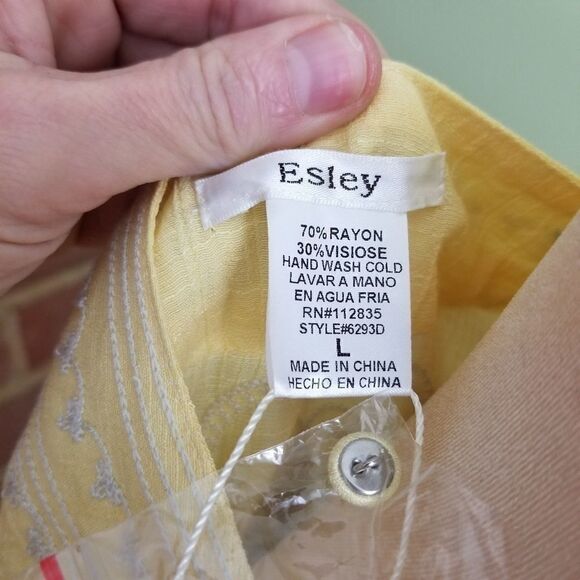 Esley
70% RAYON
30% VISIOSE
HAND WASH COLD
LAVAR A MANO
EN AGUA FRIA
RN#112835
STYLE#6293D
L
MADE IN CHINA
HECHO EN CHINA